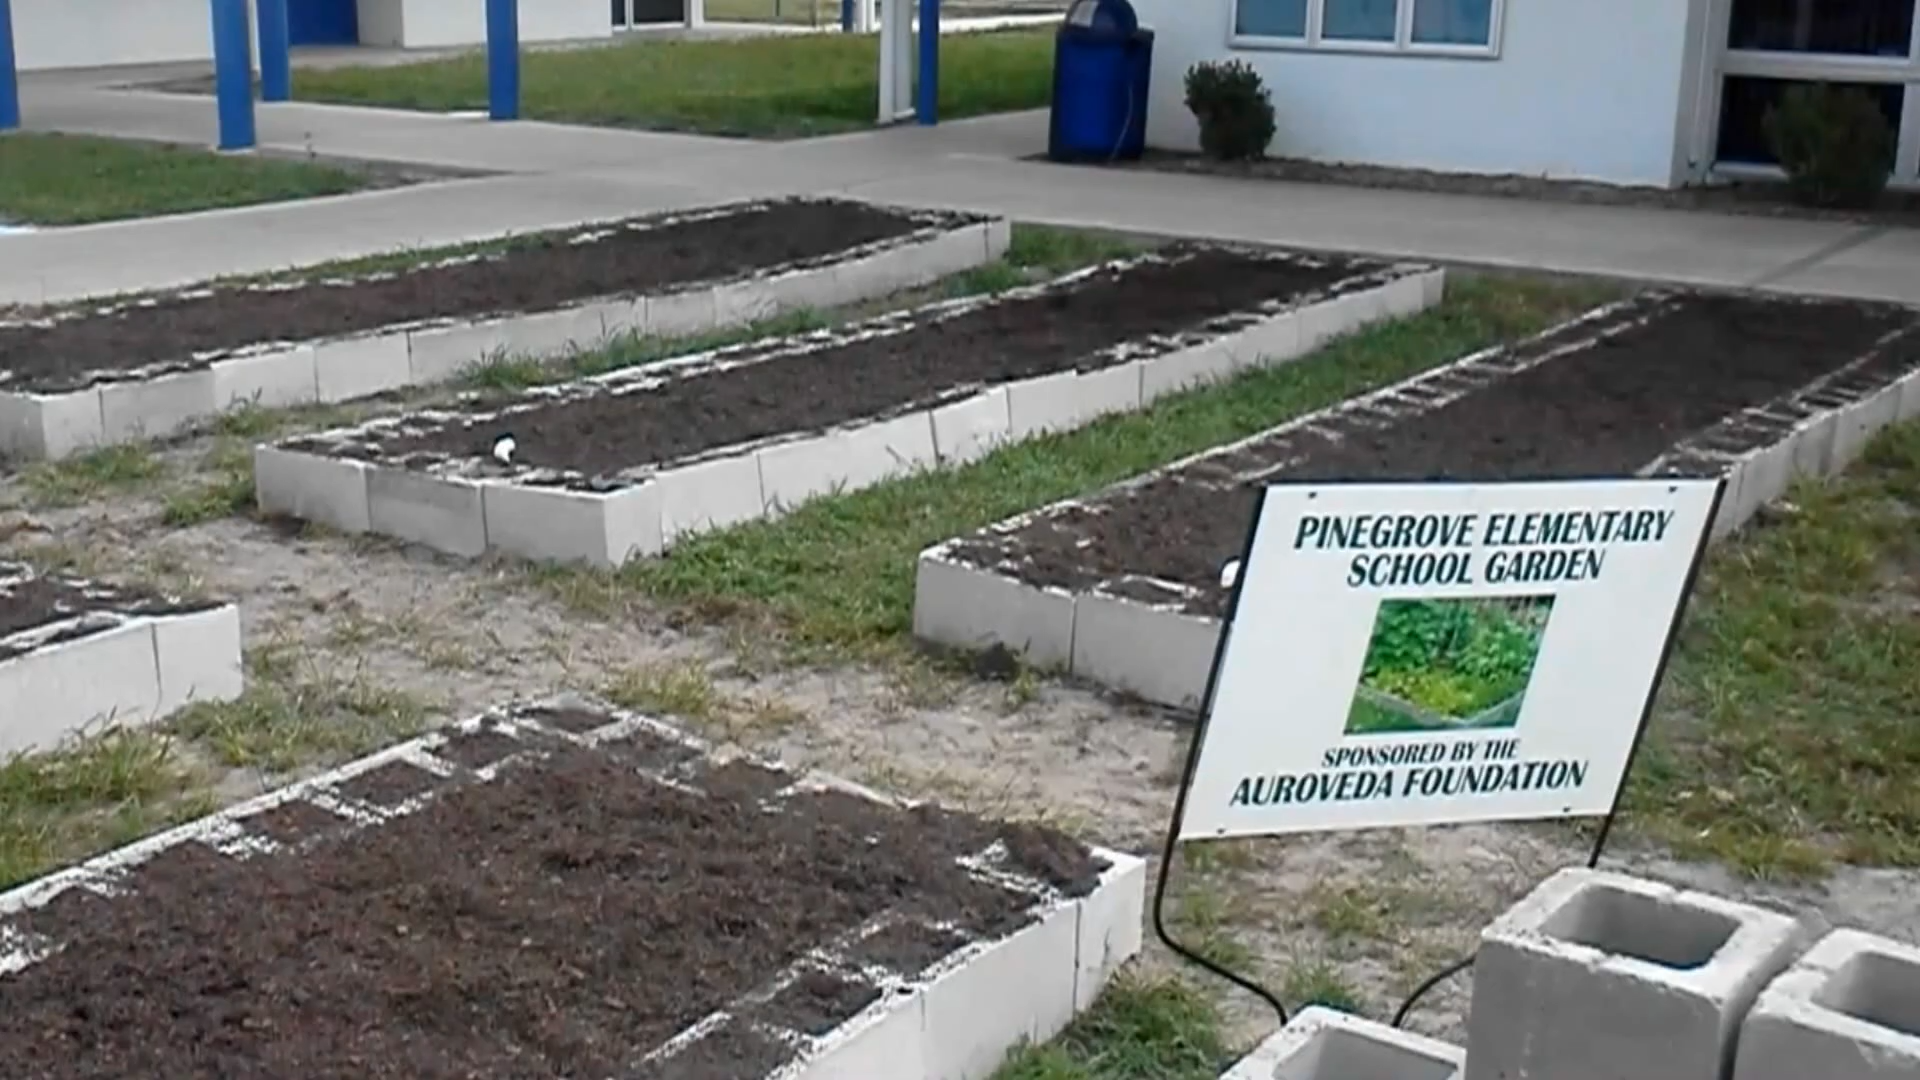 PINEGROVE ELEMENTARY
SCHOOL GARDEN
SPONSORED BY THE
AUROVEDA FOUNDATION